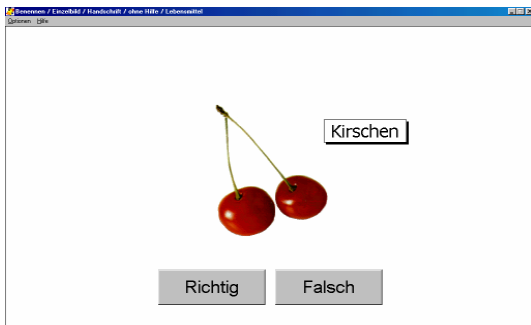 Benennen / Einzelbild / Handschrift / ohne Hilfe / Lebensmittel
Optionen Hilfe
Kirschen
Richtig Falsch